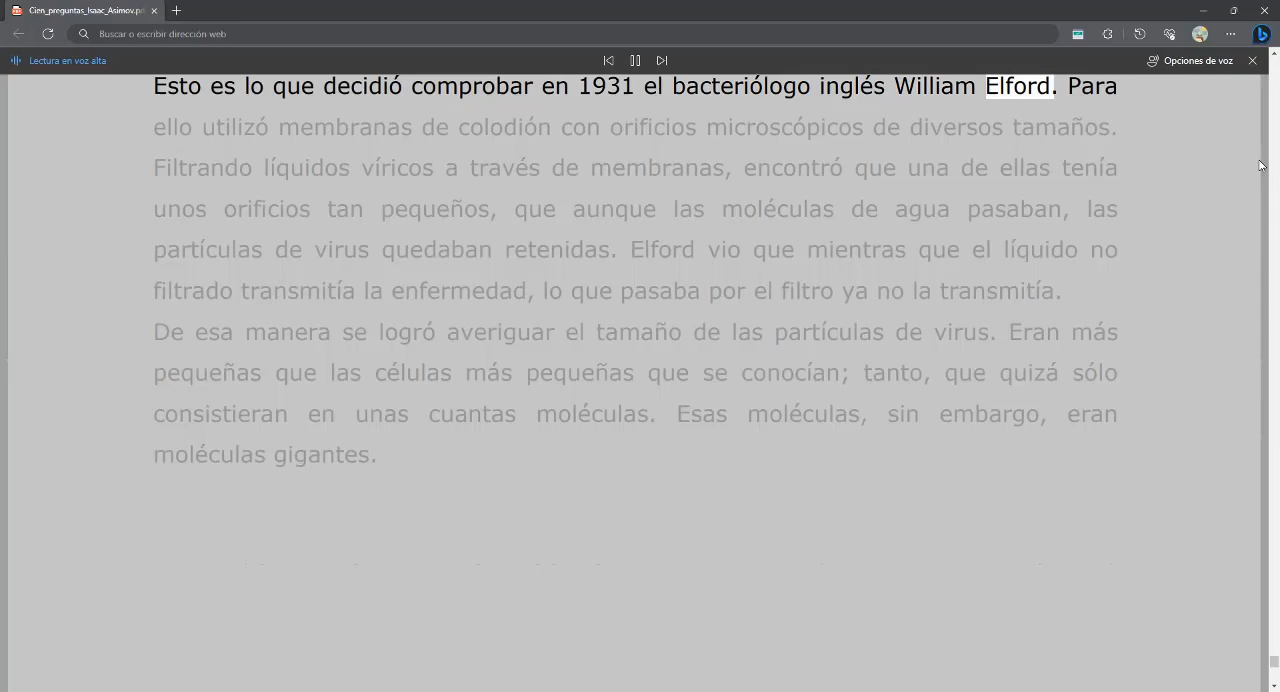 Cien_preguntas_Isaac_Asimov.pd
Buscar o escribir dirección web
Lectura en voz alta
Opciones de voz
Esto es lo que decidió comprobar en 1931 el bacteriólogo inglés William Elford. Para
ello utilizó membranas de colodión con orificios microscópicos de diversos tamaños.
Filtrando líquidos víricos a través de membranas, encontró que una de ellas tenía
unos orificios tan pequeños, que aunque las moléculas de agua pasaban, las
partículas de virus quedaban retenidas. Elford vio que mientras que el líquido no
filtrado transmitía la enfermedad, lo que pasaba por el filtro ya no la transmitía.
De esa manera se logró averiguar el tamaño de las partículas de virus. Eran más
pequeñas que las células más pequeñas que se conocían; tanto, que quizá sólo
consistieran en unas cuantas moléculas. Esas moléculas, sin embargo, eran
moléculas gigantes.